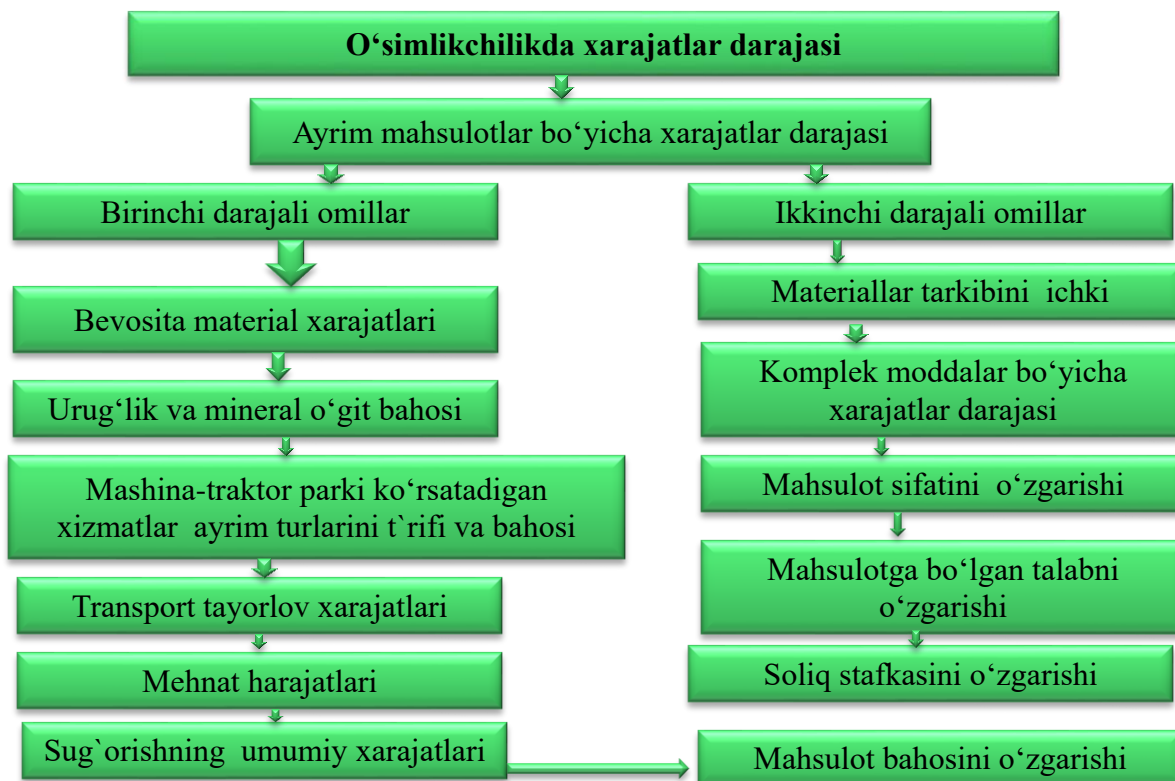 O‘simlikchilikda xarajatlar darajasi
Ayrim mahsulotlar bo‘yicha xarajatlar darajasi
Birinchi darajali omillar
Bevosita material xarajatlari
Urug‘lik va mineral o‘git bahosi
Mashina-traktor parki ko‘rsatadigan
xizmatlar ayrim turlarini t`rifi va bahosi
Transport tayorlov xarajatlari
Mehnat harajatlari
Sug`orishning umumiy xarajatlari
Ikkinchi darajali omillar
Materiallar tarkibini ichki
Komplek moddalar bo‘yicha
xarajatlar darajasi
Mahsulot sifatini o‘zgarishi
Mahsulotga bo‘lgan talabni
o‘zgarishi
Soliq stafkasini o‘zgarishi
Mahsulot bahosini o‘zgarishi